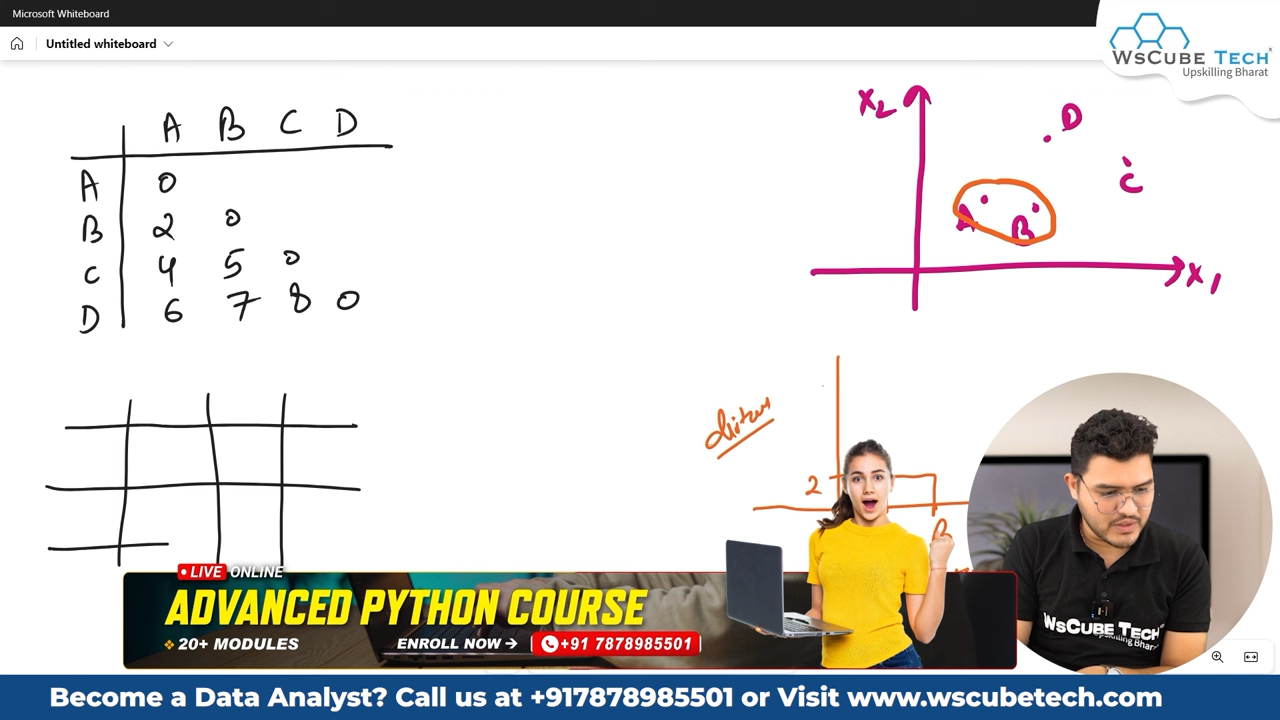 Microsoft Whiteboard
Untitled whiteboard
WsCube Tech
Upskilling Bharat
A B C D
A 0
B 2 0
C 4 5 0
D 6 7 8 0
x2
D
C
A B
x1
2
B
LIVE ONLINE
ADVANCED PYTHON COURSE
20+ MODULES
ENROLL NOW →
+91 7878985501
WsCube Tech
Upskilling Bharat
Become a Data Analyst? Call us at +917878985501 or Visit www.wscubetech.com